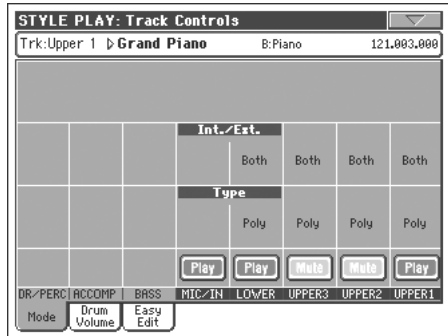 STYLE PLAY: Track Controls
Trk:Upper 1 ▷Grand Piano B:Piano 121.003.000
Int./Ext.
Both Both Both Both
Type
Poly Poly Poly Poly
Play Play Mute Mute Play
DR/PERC ACCOMP BASS MIC/IN LOWER UPPER3 UPPER2 UPPER1
Mode Drum Volume Easy Edit